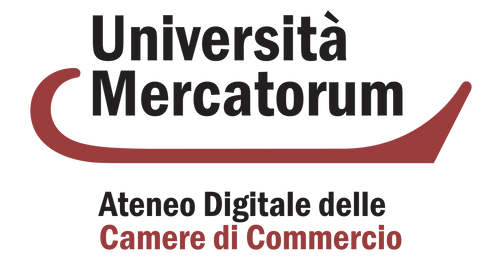 Università
Mercatorum
Ateneo Digitale delle
Camere di Commercio